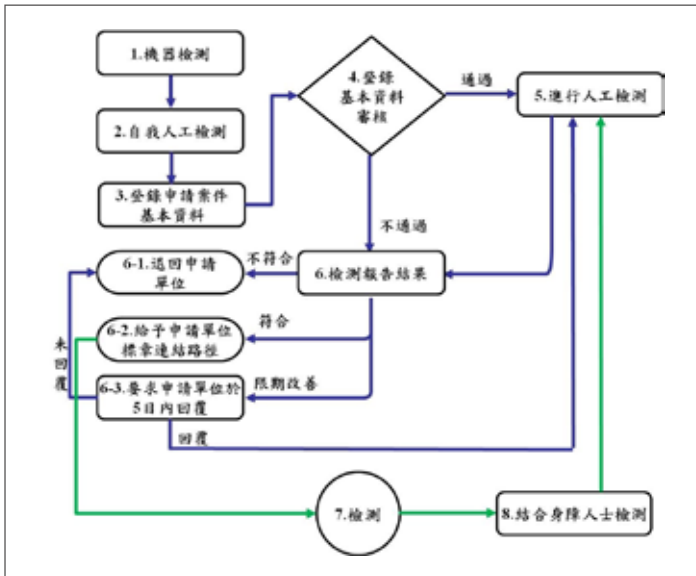 1.機器檢測
2.自我人工檢測
3.登錄申請案件
基本資料
4.登錄
基本資料
審核
通過
5.進行人工檢測
不通過
6.檢測報告結果
不符合
6-1.退回申請
單位
符合
6-2.給予申請單位
標章連結路徑
限期改善
6-3.要求申請單位於
5日內回覆
未
回
覆
回覆
7.檢測
8.結合身障人士檢測